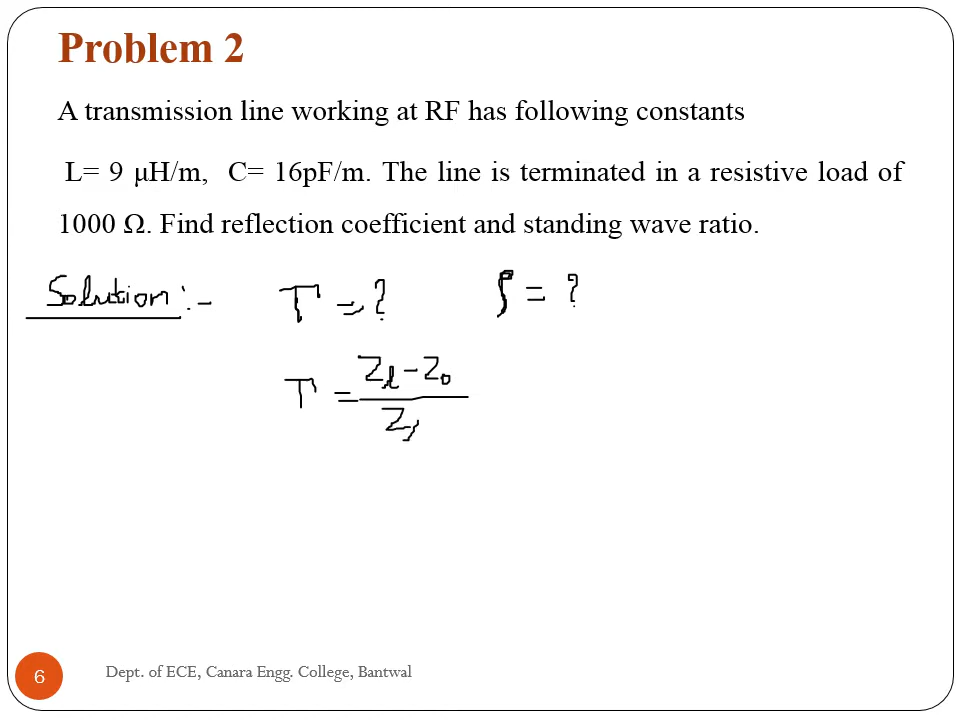 Problem 2
A transmission line working at RF has following constants
L= 9 μH/m, C= 16pF/m. The line is terminated in a resistive load of
1000 Ω. Find reflection coefficient and standing wave ratio.
Solution :- T = ? ρ = ?
T = Zl - Z0
Z
6 Dept. of ECE, Canara Engg. College, Bantwal